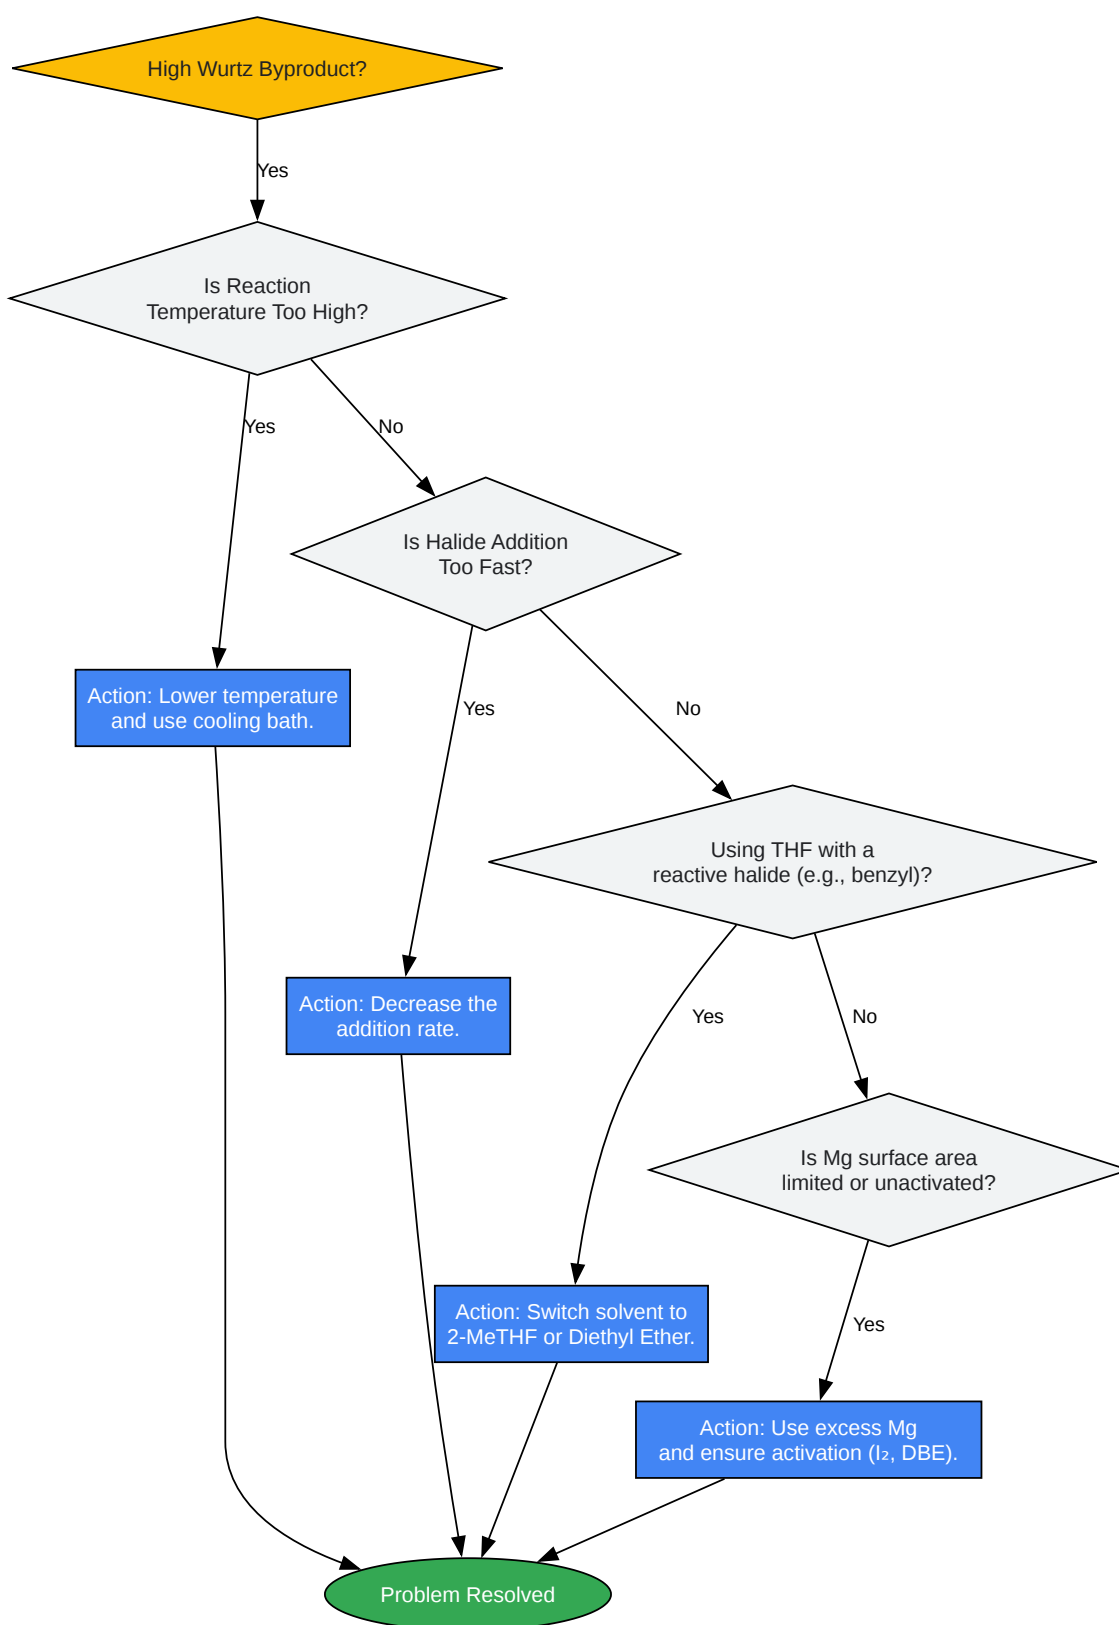 High Wurtz Byproduct?
Yes
Is Reaction
Temperature Too High?
Yes
No
Is Halide Addition
Too Fast?
Action: Lower temperature
and use cooling bath.
Yes
No
Using THF with a
reactive halide (e.g., benzyl)?
Action: Decrease the
addition rate.
Yes
No
Is Mg surface area
limited or unactivated?
Action: Switch solvent to
2-MeTHF or Diethyl Ether.
Yes
Action: Use excess Mg
and ensure activation (I₂, DBE).
Problem Resolved